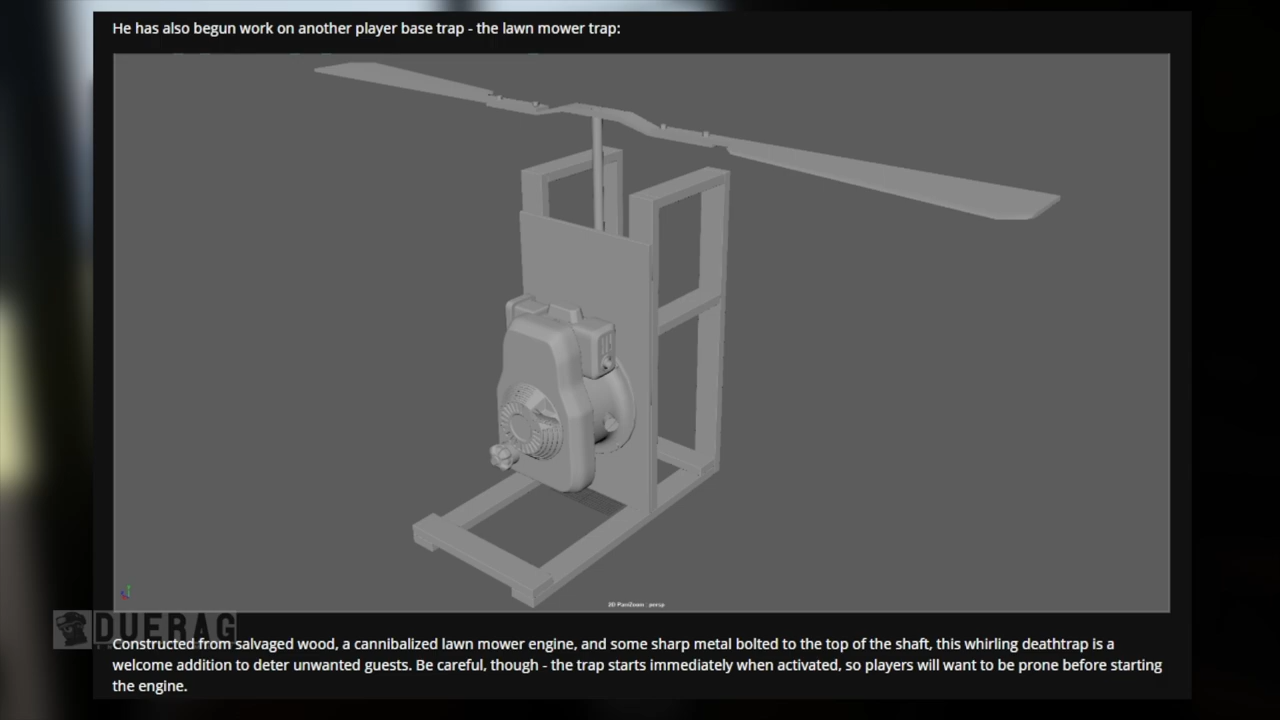 He has also begun work on another player base trap - the lawn mower trap:
3D PanZoom : persp
DUERAG
Constructed from salvaged wood, a cannibalized lawn mower engine, and some sharp metal bolted to the top of the shaft, this whirling deathtrap is a
welcome addition to deter unwanted guests. Be careful, though - the trap starts immediately when activated, so players will want to be prone before starting
the engine.